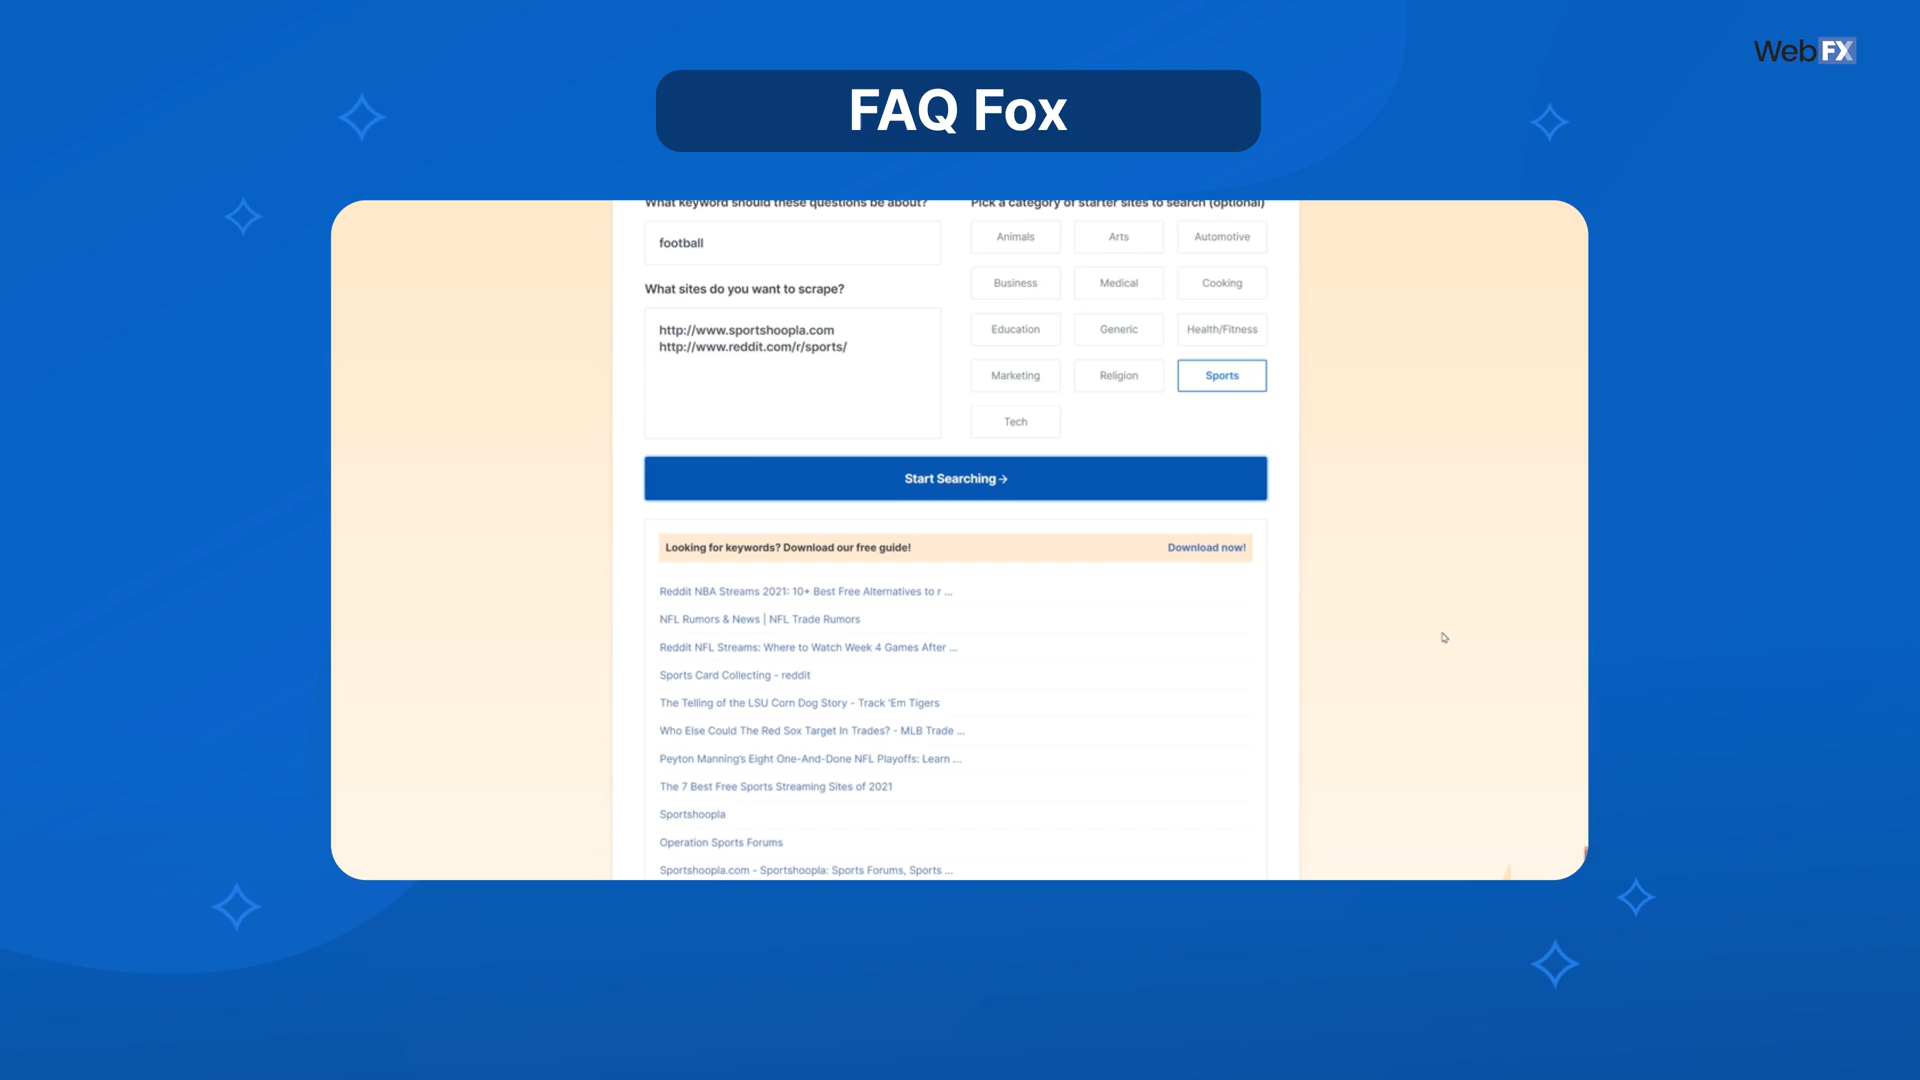 WebFX
FAQ Fox
What keyword should these questions be about?
football
What sites do you want to scrape?
http://www.sportshoopla.com
http://www.reddit.com/r/sports/
Pick a category of starter sites to search (optional)
Animals
Arts
Automotive
Business
Medical
Cooking
Education
Generic
Health/Fitness
Marketing
Religion
Sports
Tech
Start Searching →
Looking for keywords? Download our free guide!
Download now!
Reddit NBA Streams 2021: 10+ Best Free Alternatives to r ...
NFL Rumors & News | NFL Trade Rumors
Reddit NFL Streams: Where to Watch Week 4 Games After ...
Sports Card Collecting - reddit
The Telling of the LSU Corn Dog Story - Track 'Em Tigers
Who Else Could The Red Sox Target In Trades? - MLB Trade ...
Peyton Manning's Eight One-And-Done NFL Playoffs: Learn ...
The 7 Best Free Sports Streaming Sites of 2021
Sportshoopla
Operation Sports Forums
Sportshoopla.com - Sportshoopla: Sports Forums, Sports ...